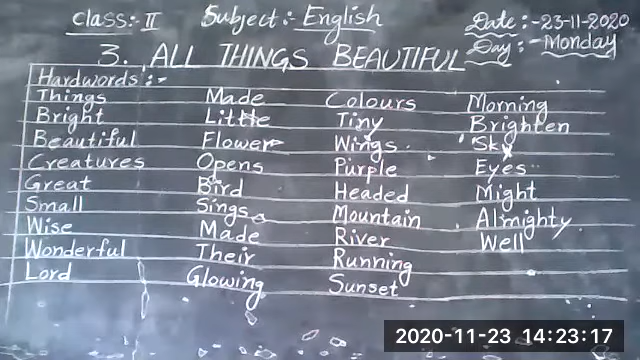 Class:- II Subject:- English Date:-23-11-2020
Day:-Monday
3. ALL THINGS BEAUTIFUL
Hardwords:-
Things Made Colours Morning
Bright Little Tiny Brighten
Beautiful Flower Wings Sky
Creatures Opens Purple Eyes
Great Bird Headed Might
Small Sings Mountain Almighty
Wise Made River Well
Wonderful Their Running
Lord Glowing Sunset
2020-11-23 14:23:17